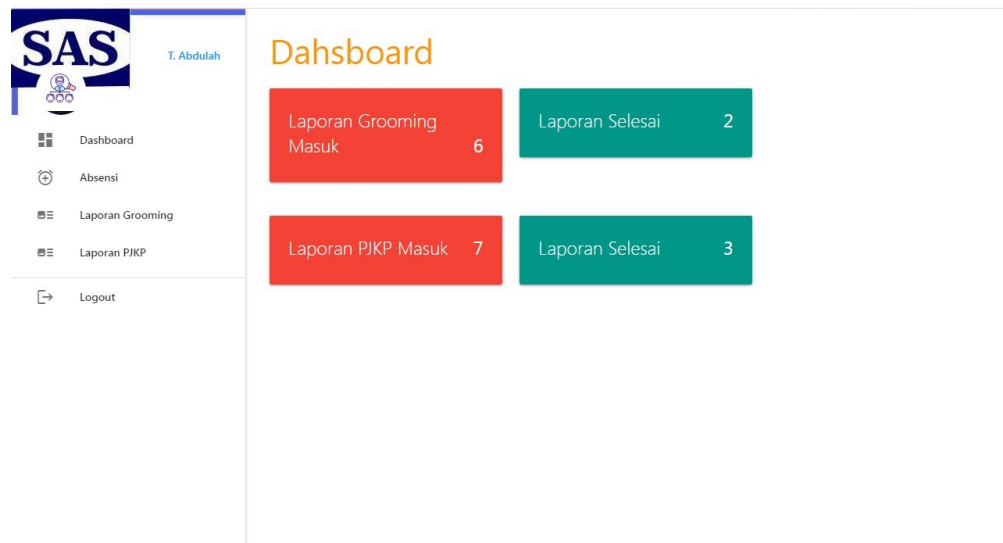 SAS
T. Abdulah
Dashboard
Absensi
Laporan Grooming
Laporan PJKP
Logout
Dahsboard
Laporan Grooming
Masuk 6
Laporan Selesai 2
Laporan PJKP Masuk 7
Laporan Selesai 3